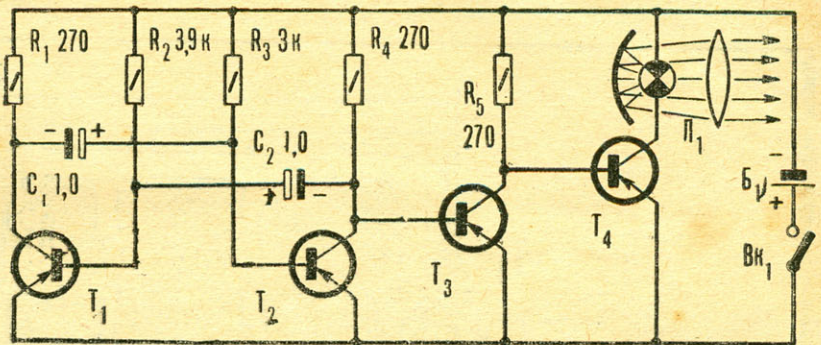 R₁ 270
R₂ 3,9 к
R₃ 3 к
R₄ 270
R₅
270
- +
C₁ 1,0
C₂ 1,0
+ -
П₁
-
Б₁
+
Вк₁
T₁
T₂
T₃
T₄